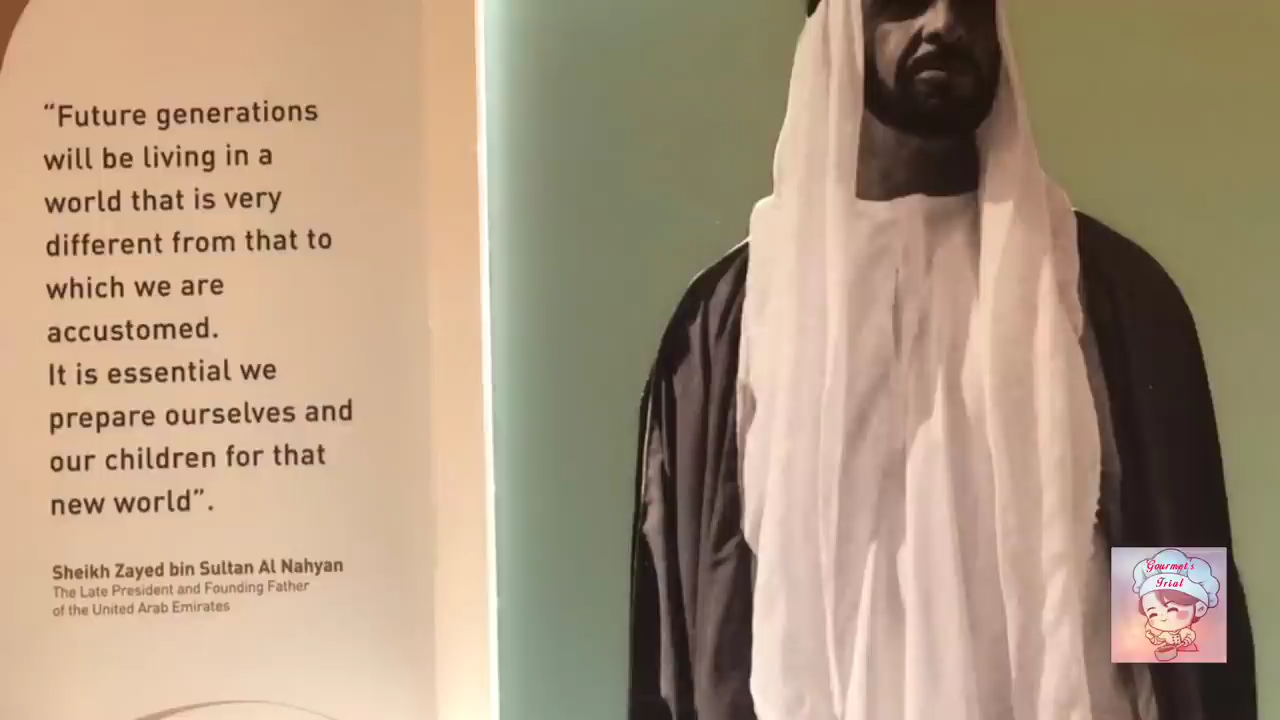 “Future generations
will be living in a
world that is very
different from that to
which we are
accustomed.
It is essential we
prepare ourselves and
our children for that
new world”.
Sheikh Zayed bin Sultan Al Nahyan
The Late President and Founding Father
of the United Arab Emirates
Gourmet's
Trial